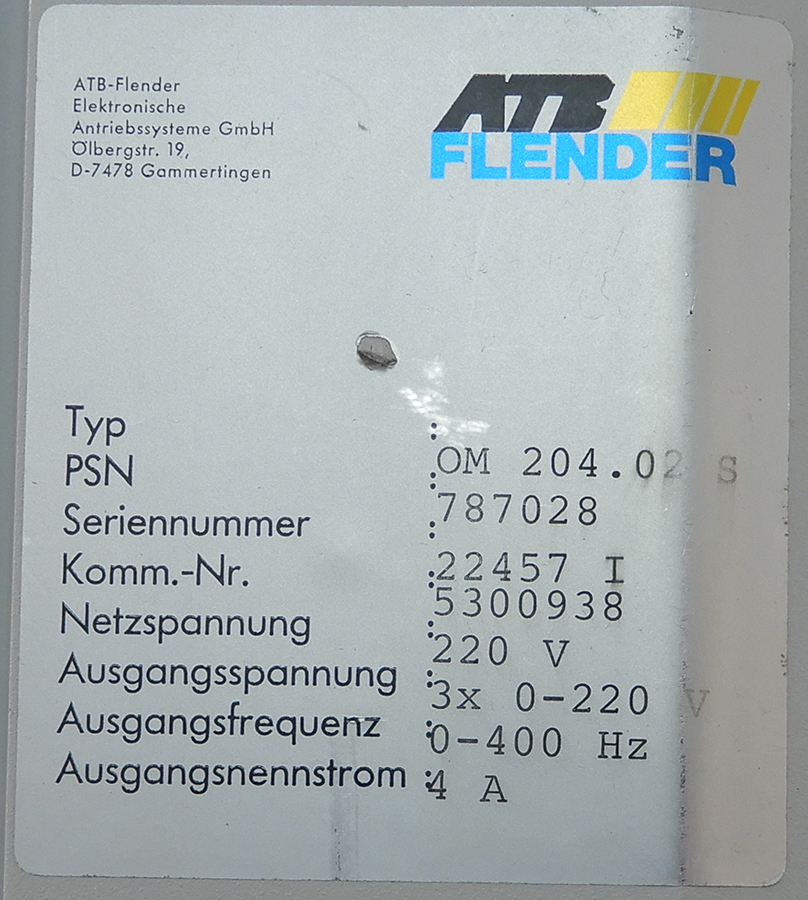 ATB-Flender
Elektronische
Antriebssysteme GmbH
Ölbergstr. 19,
D-7478 Gammertingen
ATB
FLENDER
Typ : OM 204.02 S
PSN : 787028
Seriennummer : 22457 I
Komm.-Nr. : 5300938
Netzspannung : 220 V
Ausgangsspannung : 3x 0-220 V
Ausgangsfrequenz : 0-400 Hz
Ausgangsnennstrom : 4 A